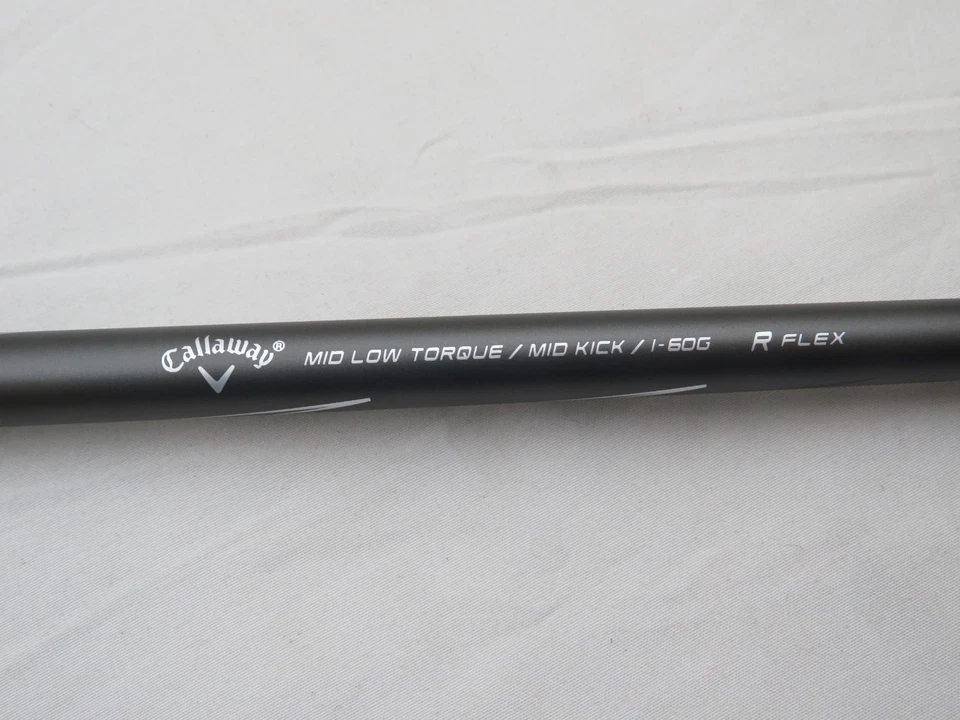 Callaway® MID LOW TORQUE / MID KICK / I-60G R FLEX